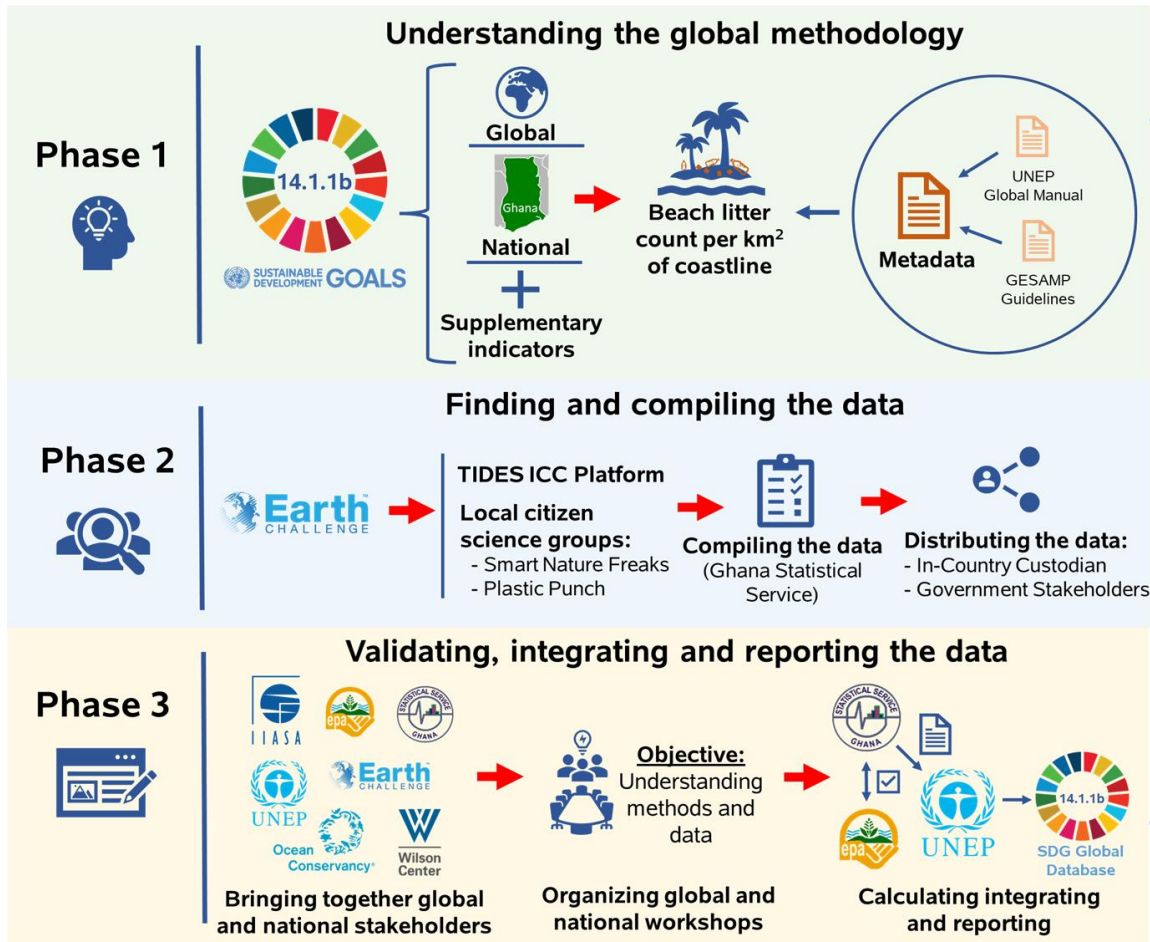 Understanding the global methodology
Phase 1
14.1.1b
SUSTAINABLE
DEVELOPMENT
GOALS
Global
Ghana
National
Supplementary
indicators
Beach litter
count per km²
of coastline
Metadata
UNEP
Global Manual
GESAMP
Guidelines
Finding and compiling the data
Phase 2
Earth
CHALLENGE
TIDES ICC Platform
Local citizen
science groups:
- Smart Nature Freaks
- Plastic Punch
Compiling the data
(Ghana Statistical
Service)
Distributing the data:
- In-Country Custodian
- Government Stakeholders
Validating, integrating and reporting the data
Phase 3
IIASA
epa
STATISTICAL SERVICE
GHANA
UNEP
Earth
CHALLENGE
Ocean
Conservancy
Wilson
Center
Bringing together global
and national stakeholders
Objective:
Understanding
methods and
data
Organizing global and
national workshops
STATISTICAL SERVICE
GHANA
epa
UNEP
14.1.1b
SDG Global
Database
Calculating integrating
and reporting